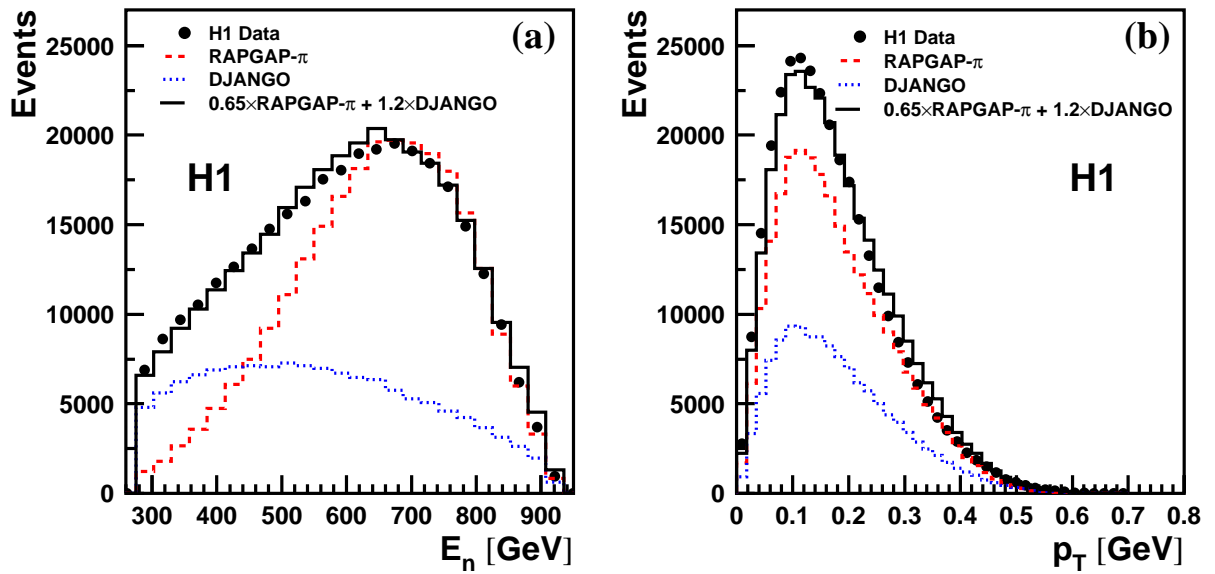 Events
25000
20000
15000
10000
5000
0
(a)
H1 Data
RAPGAP-π
DJANGO
0.65×RAPGAP-π + 1.2×DJANGO
H1
300 400 500 600 700 800 900
E_n [GeV]
Events
25000
20000
15000
10000
5000
0
(b)
H1 Data
RAPGAP-π
DJANGO
0.65×RAPGAP-π + 1.2×DJANGO
H1
0 0.1 0.2 0.3 0.4 0.5 0.6 0.7 0.8
p_T [GeV]